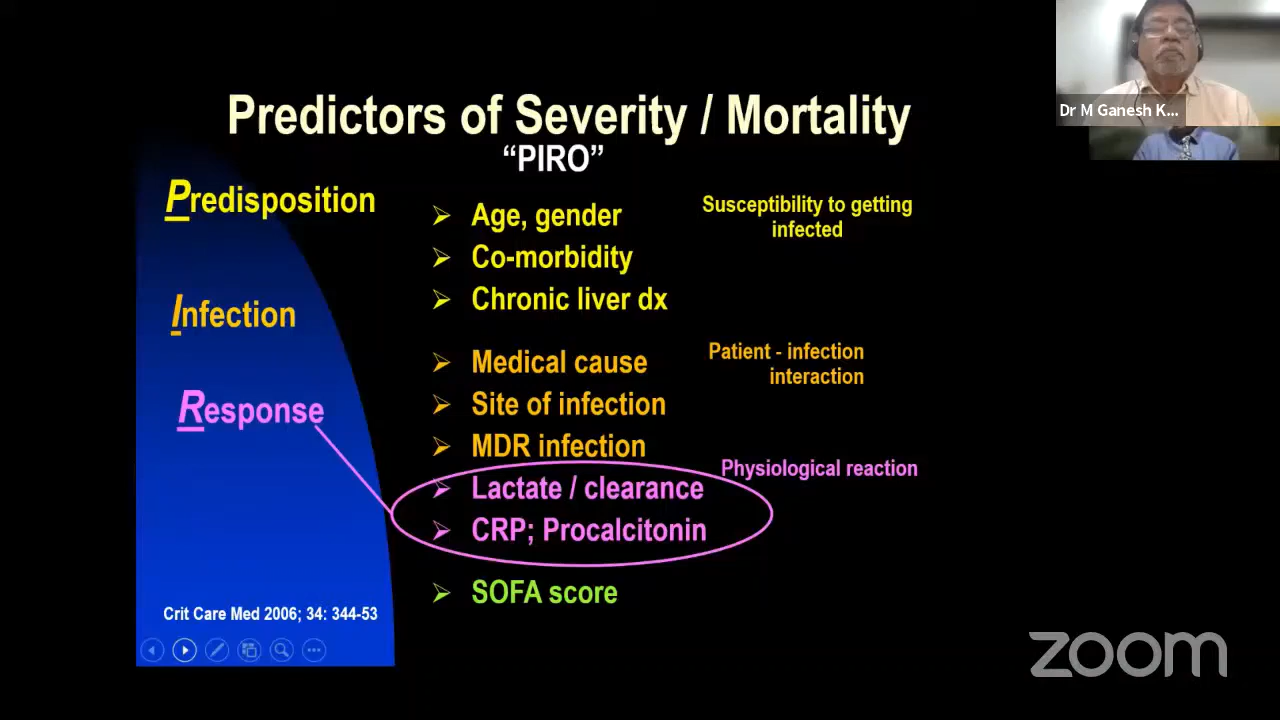 Predictors of Severity / Mortality
“PIRO”
Predisposition
Age, gender
Co-morbidity
Chronic liver dx
Susceptibility to getting
infected
Infection
Medical cause
Site of infection
MDR infection
Patient - infection
interaction
Response
Lactate / clearance
CRP; Procalcitonin
Physiological reaction
SOFA score
Crit Care Med 2006; 34: 344-53
Dr M Ganesh K...
zoom